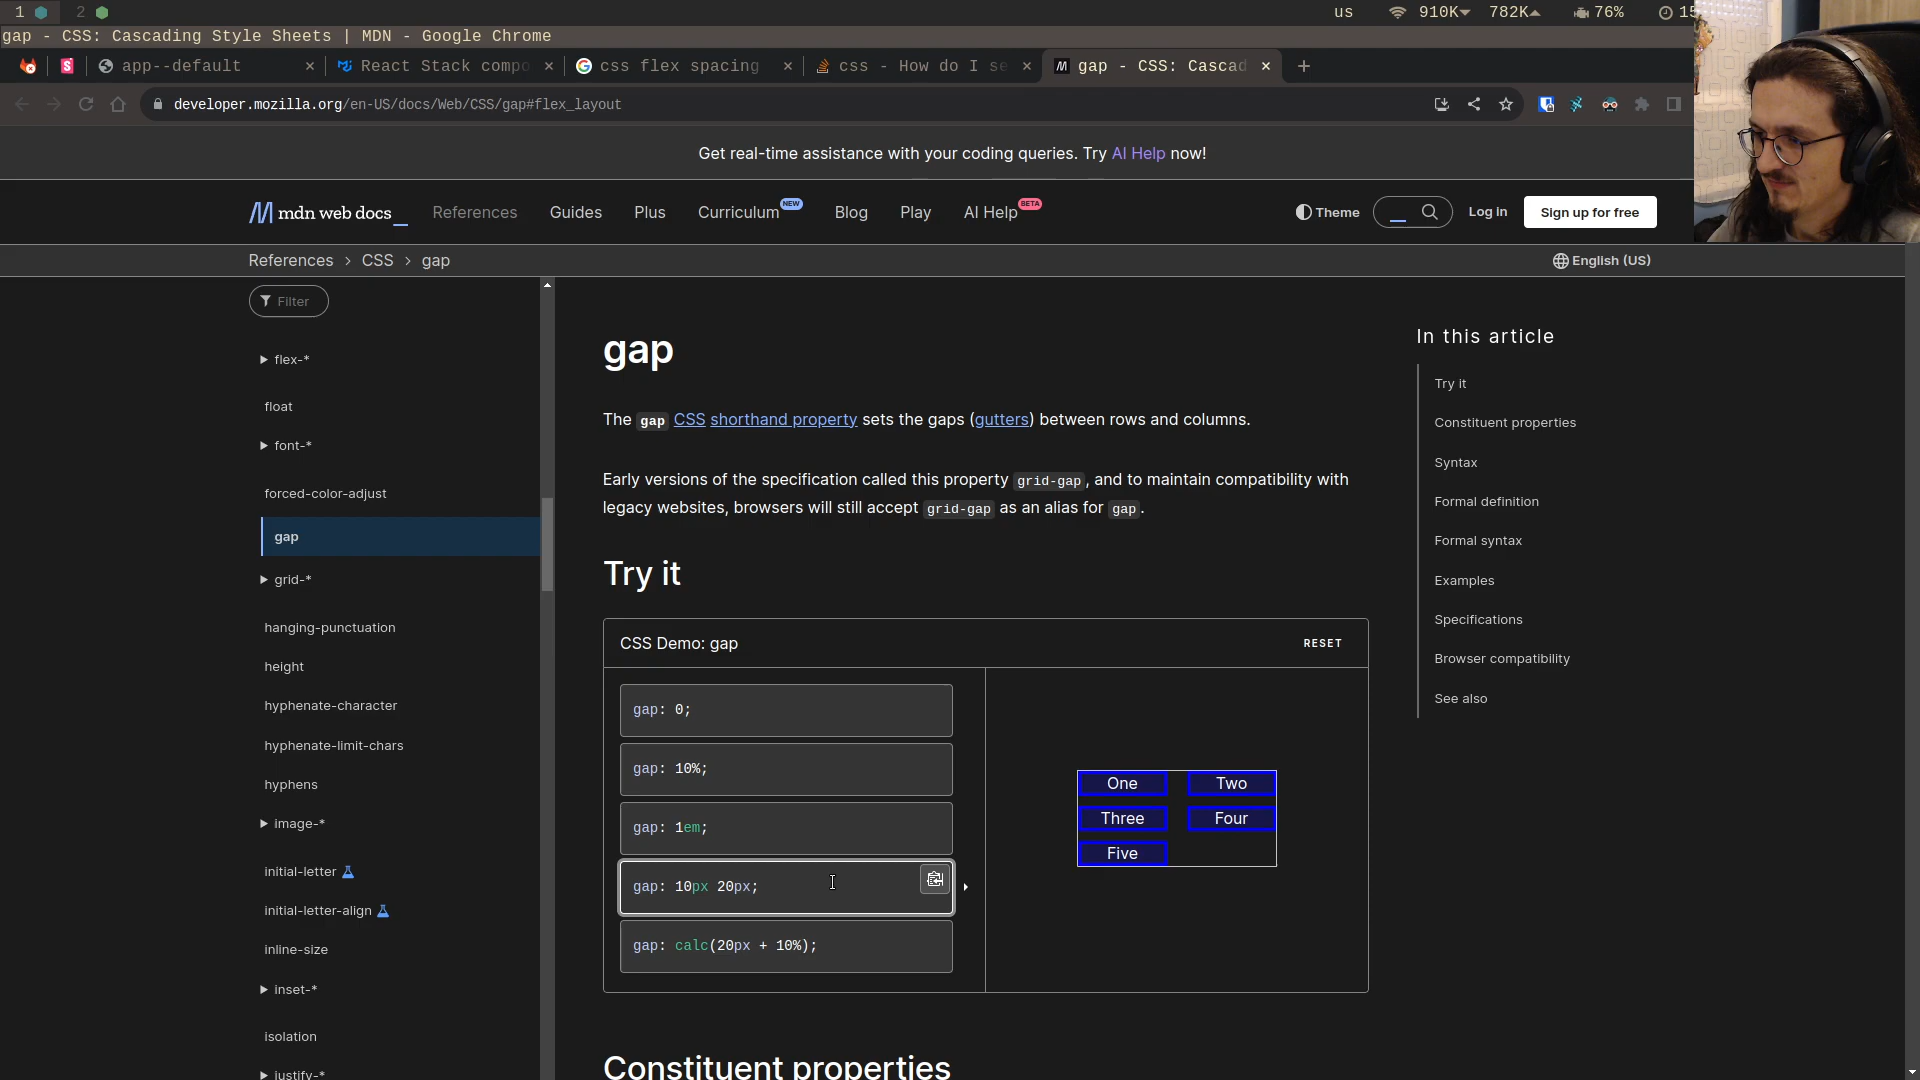 1 2 us 910K 782K 76% 15
gap - CSS: Cascading Style Sheets | MDN - Google Chrome
app--default × React Stack compo × css flex spacing × css - How do I se × gap - CSS: Cascad × +
developer.mozilla.org/en-US/docs/Web/CSS/gap#flex_layout
Get real-time assistance with your coding queries. Try AI Help now!
mdn web docs_ References Guides Plus Curriculum NEW Blog Play AI Help BETA Theme Log in Sign up for free
References > CSS > gap English (US)
Filter
flex-*
float
font-*
forced-color-adjust
gap
grid-*
hanging-punctuation
height
hyphenate-character
hyphenate-limit-chars
hyphens
image-*
initial-letter
initial-letter-align
inline-size
inset-*
isolation
justify-*
gap
The gap CSS shorthand property sets the gaps (gutters) between rows and columns.
Early versions of the specification called this property grid-gap, and to maintain compatibility with
legacy websites, browsers will still accept grid-gap as an alias for gap.
Try it
CSS Demo: gap RESET
gap: 0;
gap: 10%;
gap: 1em;
gap: 10px 20px;
gap: calc(20px + 10%);
One Two
Three Four
Five
Constituent properties
In this article
Try it
Constituent properties
Syntax
Formal definition
Formal syntax
Examples
Specifications
Browser compatibility
See also